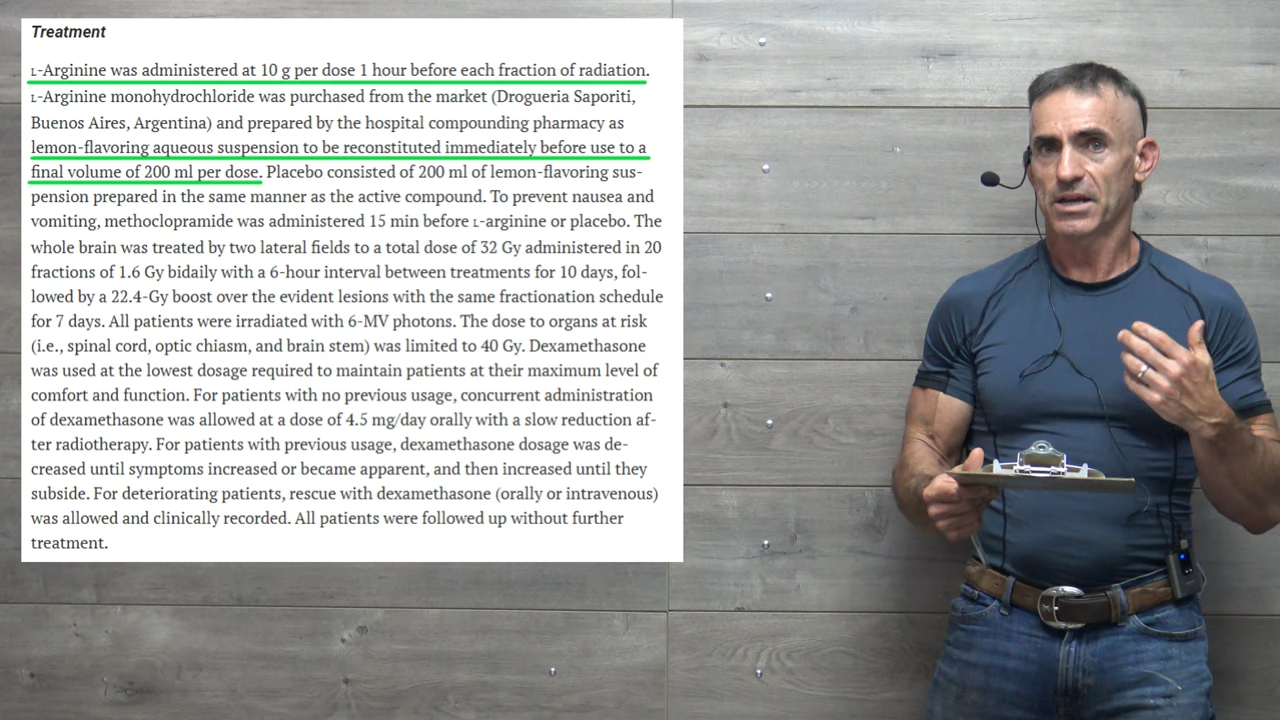 Treatment
L-Arginine was administered at 10 g per dose 1 hour before each fraction of radiation.
L-Arginine monohydrochloride was purchased from the market (Drogueria Saporiti,
Buenos Aires, Argentina) and prepared by the hospital compounding pharmacy as
lemon-flavoring aqueous suspension to be reconstituted immediately before use to a
final volume of 200 ml per dose. Placebo consisted of 200 ml of lemon-flavoring sus-
pension prepared in the same manner as the active compound. To prevent nausea and
vomiting, methoclopramide was administered 15 min before L-arginine or placebo. The
whole brain was treated by two lateral fields to a total dose of 32 Gy administered in 20
fractions of 1.6 Gy bidaily with a 6-hour interval between treatments for 10 days, fol-
lowed by a 22.4-Gy boost over the evident lesions with the same fractionation schedule
for 7 days. All patients were irradiated with 6-MV photons. The dose to organs at risk
(i.e., spinal cord, optic chiasm, and brain stem) was limited to 40 Gy. Dexamethasone
was used at the lowest dosage required to maintain patients at their maximum level of
comfort and function. For patients with no previous usage, concurrent administration
of dexamethasone was allowed at a dose of 4.5 mg/day orally with a slow reduction af-
ter radiotherapy. For patients with previous usage, dexamethasone dosage was de-
creased until symptoms increased or became apparent, and then increased until they
subside. For deteriorating patients, rescue with dexamethasone (orally or intravenous)
was allowed and clinically recorded. All patients were followed up without further
treatment.